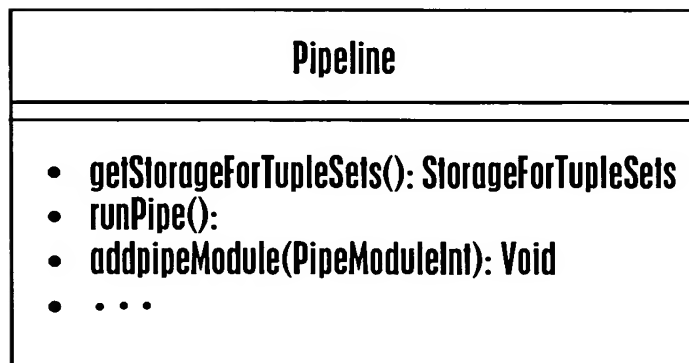 Pipeline
• getStorageForTupleSets(): StorageForTupleSets
• runPipe():
• addpipeModule(PipeModuleInt): Void
• • • •